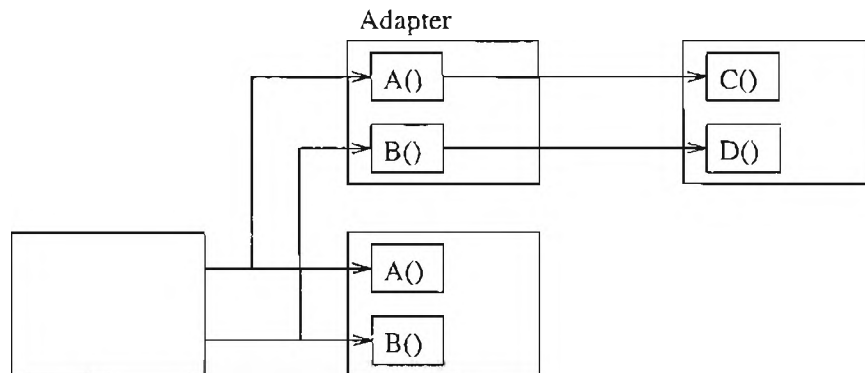 Adapter
A()
C()
B()
D()
A()
B()